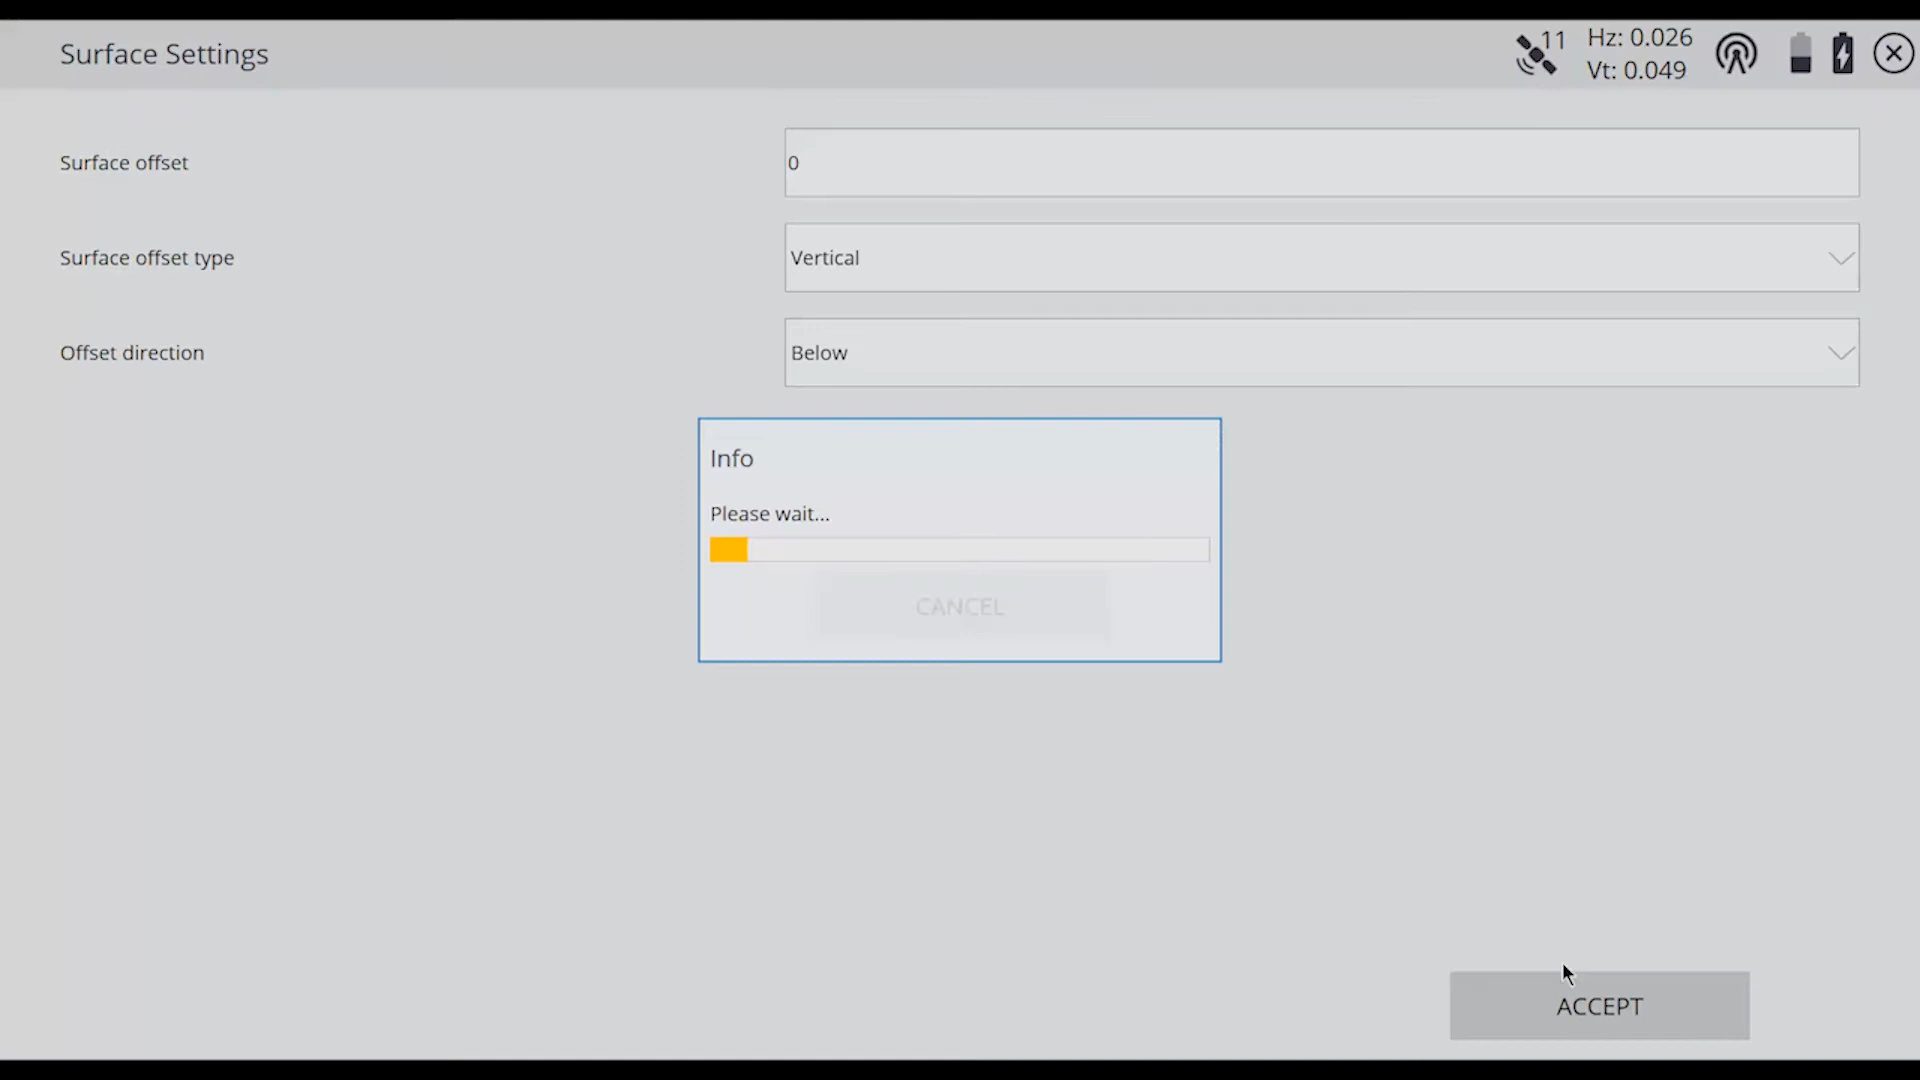 Surface Settings
11
Hz: 0.026
Vt: 0.049
Surface offset
0
Surface offset type
Vertical
Offset direction
Below
Info
Please wait...
CANCEL
ACCEPT